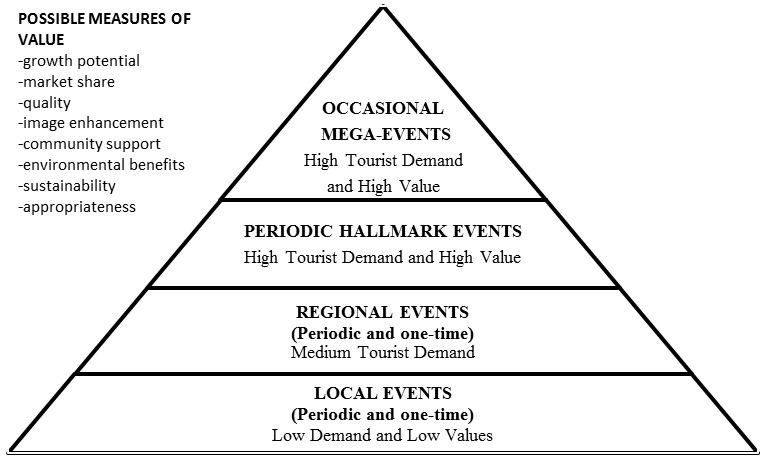 POSSIBLE MEASURES OF
VALUE
-growth potential
-market share
-quality
-image enhancement
-community support
-environmental benefits
-sustainability
-appropriateness
OCCASIONAL
MEGA-EVENTS
High Tourist Demand
and High Value
PERIODIC HALLMARK EVENTS
High Tourist Demand and High Value
REGIONAL EVENTS
(Periodic and one-time)
Medium Tourist Demand
LOCAL EVENTS
(Periodic and one-time)
Low Demand and Low Values